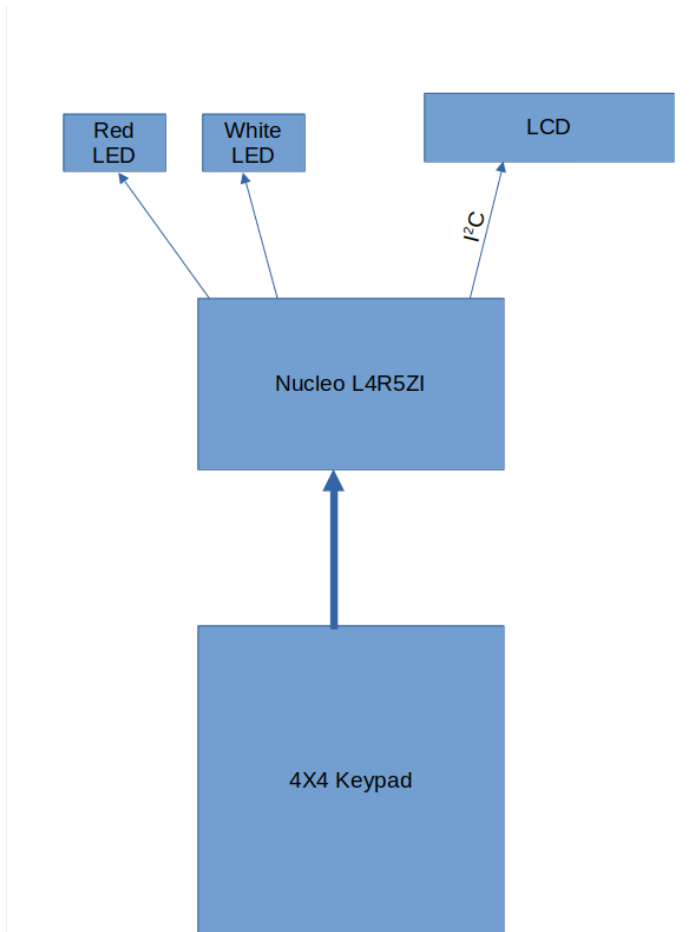 Red
LED
White
LED
LCD
I²C
Nucleo L4R5ZI
4X4 Keypad